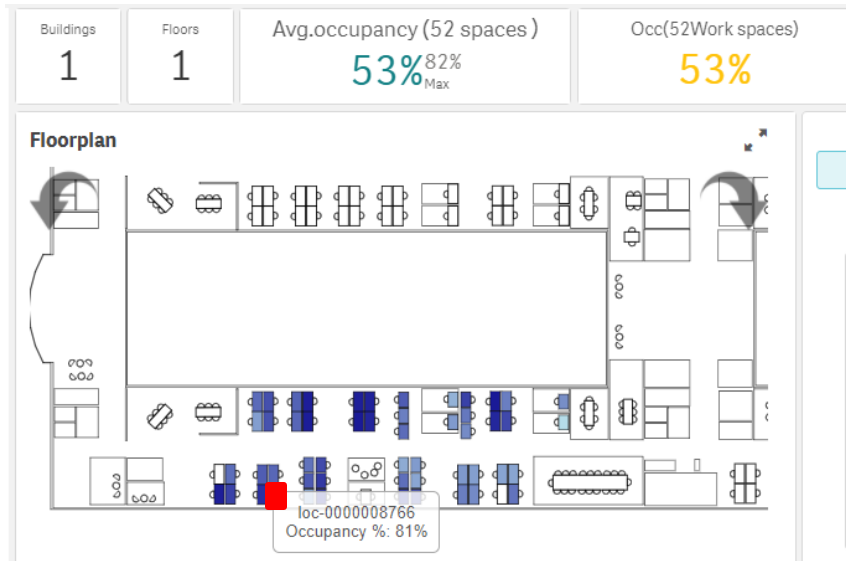 Buildings
1
Floors
1
Avg.occupancy (52 spaces )
53% 82%
Max
Occ(52Work spaces)
53%
Floorplan
loc-0000008766
Occupancy %: 81%